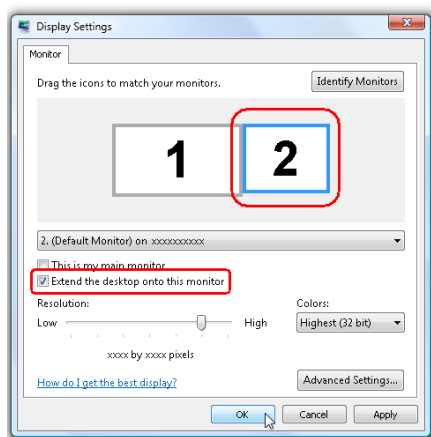 Display Settings
Monitor
Drag the icons to match your monitors.
Identify Monitors
1
2
2. (Default Monitor) on xxxxxxxxxx
This is my main monitor
Extend the desktop onto this monitor
Resolution:
Colors:
Low
High
Highest (32 bit)
xxxx by xxxx pixels
How do I get the best display?
Advanced Settings...
OK
Cancel
Apply